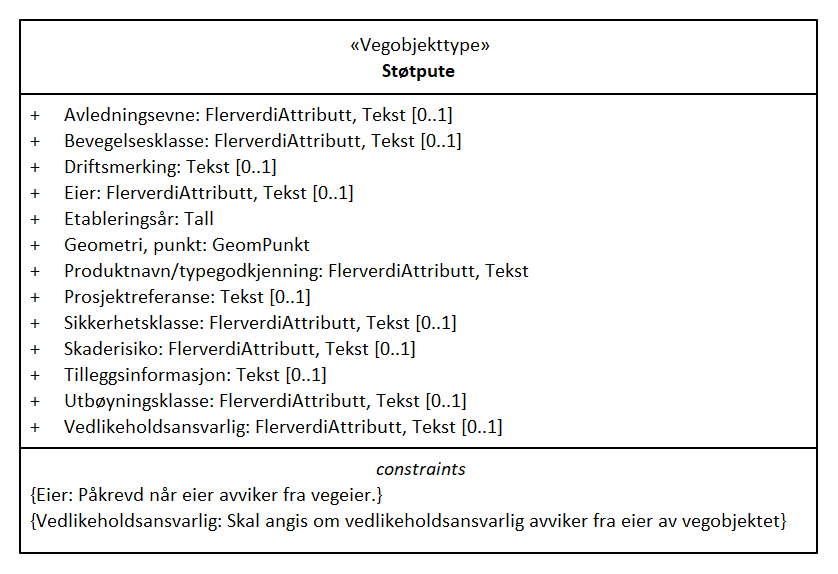 «Vegobjekttype»
Støtpute
+ Avledningsevne: FlerverdiAttributt, Tekst [0..1]
+ Bevegelsesklasse: FlerverdiAttributt, Tekst [0..1]
+ Driftsmerking: Tekst [0..1]
+ Eier: FlerverdiAttributt, Tekst [0..1]
+ Etableringsår: Tall
+ Geometri, punkt: GeomPunkt
+ Produktnavn/typegodkjenning: FlerverdiAttributt, Tekst
+ Prosjektreferanse: Tekst [0..1]
+ Sikkerhetsklasse: FlerverdiAttributt, Tekst [0..1]
+ Skaderisiko: FlerverdiAttributt, Tekst [0..1]
+ Tilleggsinformasjon: Tekst [0..1]
+ Utbøyningsklasse: FlerverdiAttributt, Tekst [0..1]
+ Vedlikeholdsansvarlig: FlerverdiAttributt, Tekst [0..1]
constraints
{Eier: Påkrevd når eier avviker fra vegeier.}
{Vedlikeholdsansvarlig: Skal angis om vedlikeholdsansvarlig avviker fra eier av vegobjektet}